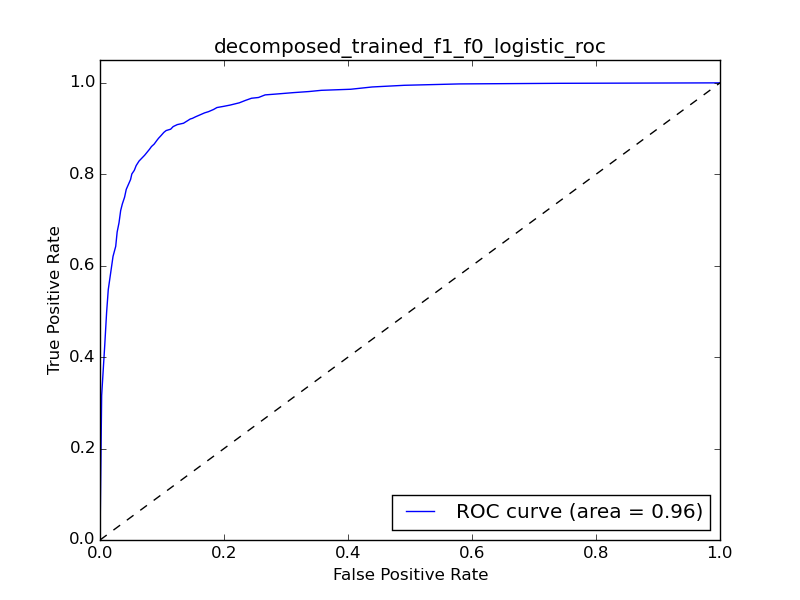 decomposed_trained_f1_f0_logistic_roc
1.0
0.8
0.6
0.4
0.2
0.0
True Positive Rate
ROC curve (area = 0.96)
0.0 0.2 0.4 0.6 0.8 1.0
False Positive Rate